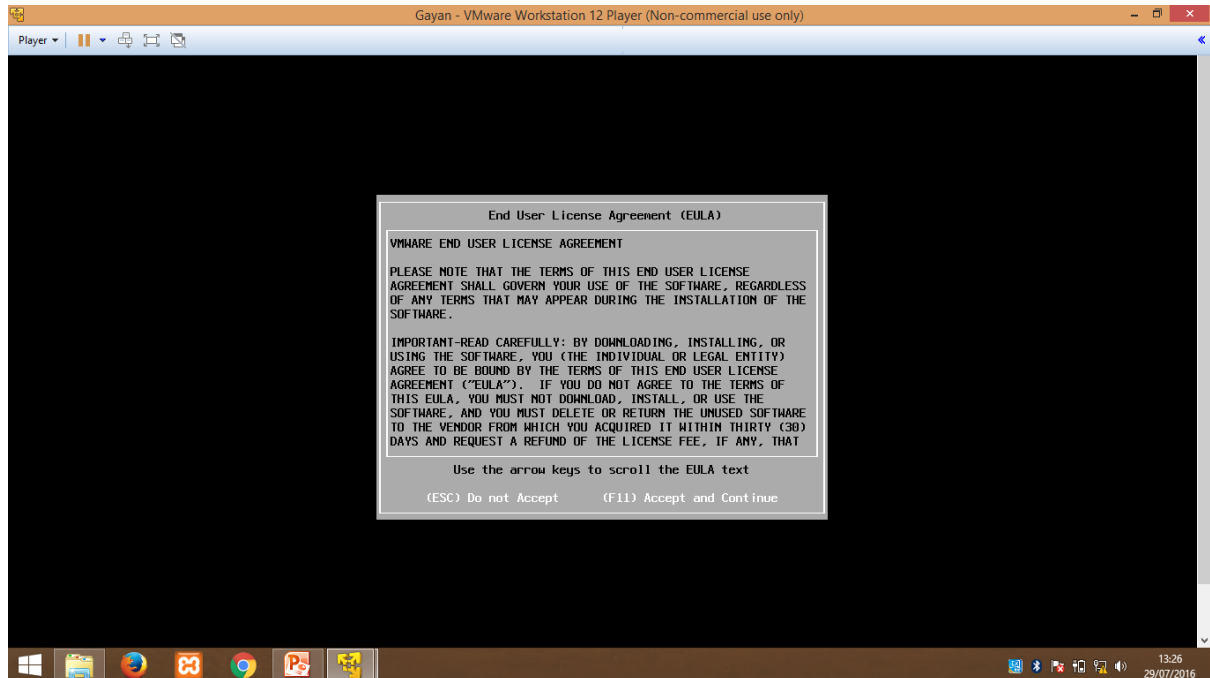 Gayan - VMware Workstation 12 Player (Non-commercial use only)
Player
End User License Agreement (EULA)
VMWARE END USER LICENSE AGREEMENT
PLEASE NOTE THAT THE TERMS OF THIS END USER LICENSE
AGREEMENT SHALL GOVERN YOUR USE OF THE SOFTWARE, REGARDLESS
OF ANY TERMS THAT MAY APPEAR DURING THE INSTALLATION OF THE
SOFTWARE.
IMPORTANT-READ CAREFULLY: BY DOWNLOADING, INSTALLING, OR
USING THE SOFTWARE, YOU (THE INDIVIDUAL OR LEGAL ENTITY)
AGREE TO BE BOUND BY THE TERMS OF THIS END USER LICENSE
AGREEMENT ("EULA").  IF YOU DO NOT AGREE TO THE TERMS OF
THIS EULA, YOU MUST NOT DOWNLOAD, INSTALL, OR USE THE
SOFTWARE, AND YOU MUST DELETE OR RETURN THE UNUSED SOFTWARE
TO THE VENDOR FROM WHICH YOU ACQUIRED IT WITHIN THIRTY (30)
DAYS AND REQUEST A REFUND OF THE LICENSE FEE, IF ANY, THAT
Use the arrow keys to scroll the EULA text
(ESC) Do not Accept (F11) Accept and Continue
13:26
29/07/2016